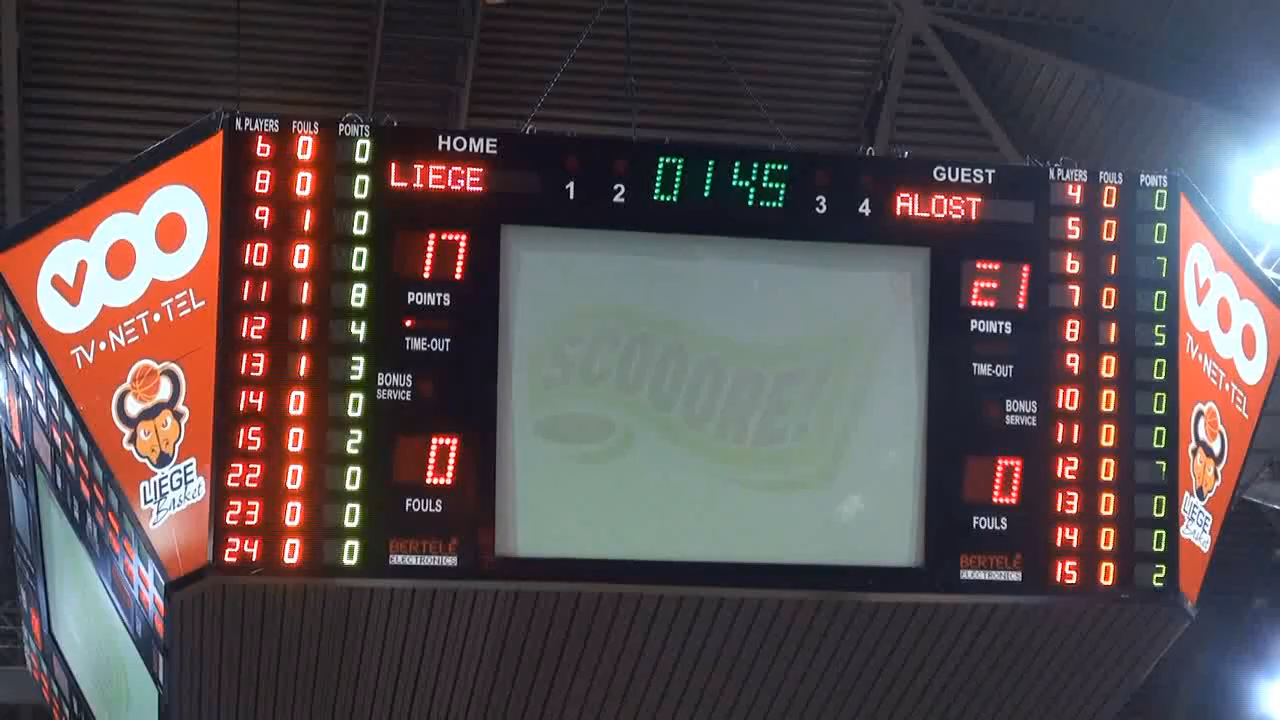 N. PLAYERS FOULS POINTS
6 0 0
8 0 0
9 1 0
10 0 0
11 1 8
12 1 4
13 1 3
14 0 0
15 0 2
22 0 0
23 0 0
24 0 0
HOME
LIEGE
17
POINTS
TIME-OUT
BONUS
SERVICE
0
FOULS
BERTELÈ
ELECTRONICS
1 2 01:45 3 4
SCOOORE!
GUEST
ALOST
21
POINTS
TIME-OUT
BONUS
SERVICE
0
FOULS
BERTELÈ
ELECTRONICS
N. PLAYERS FOULS POINTS
4 0 0
5 0 0
6 1 7
7 0 0
8 1 5
9 0 0
10 0 0
11 0 0
12 0 7
13 0 0
14 0 0
15 0 2
VOO
TV•NET•TEL
LIEGE
Basket
VOO
TV•NET•TEL
LIEGE
Basket